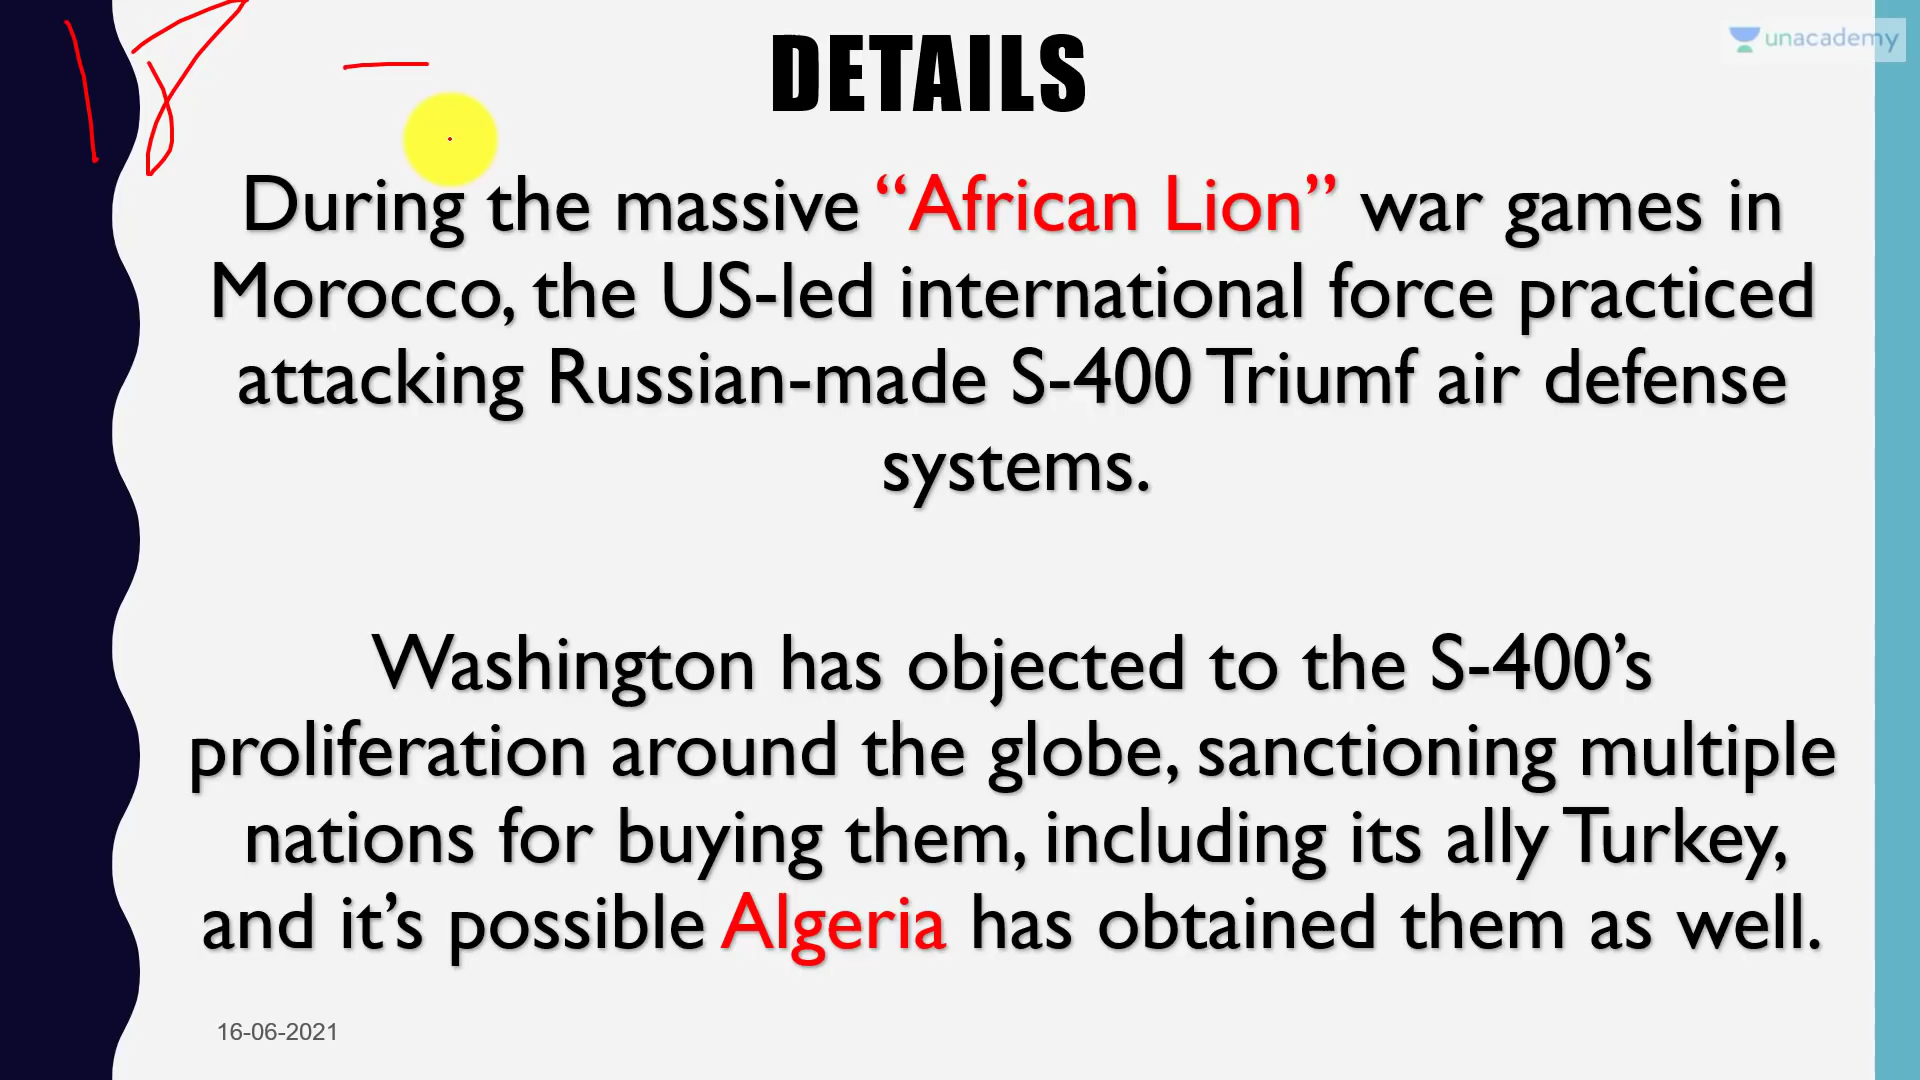 18 —
unacademy
DETAILS
During the massive “African Lion” war games in
Morocco, the US-led international force practiced
attacking Russian-made S-400 Triumf air defense
systems.
Washington has objected to the S-400’s
proliferation around the globe, sanctioning multiple
nations for buying them, including its ally Turkey,
and it’s possible Algeria has obtained them as well.
16-06-2021